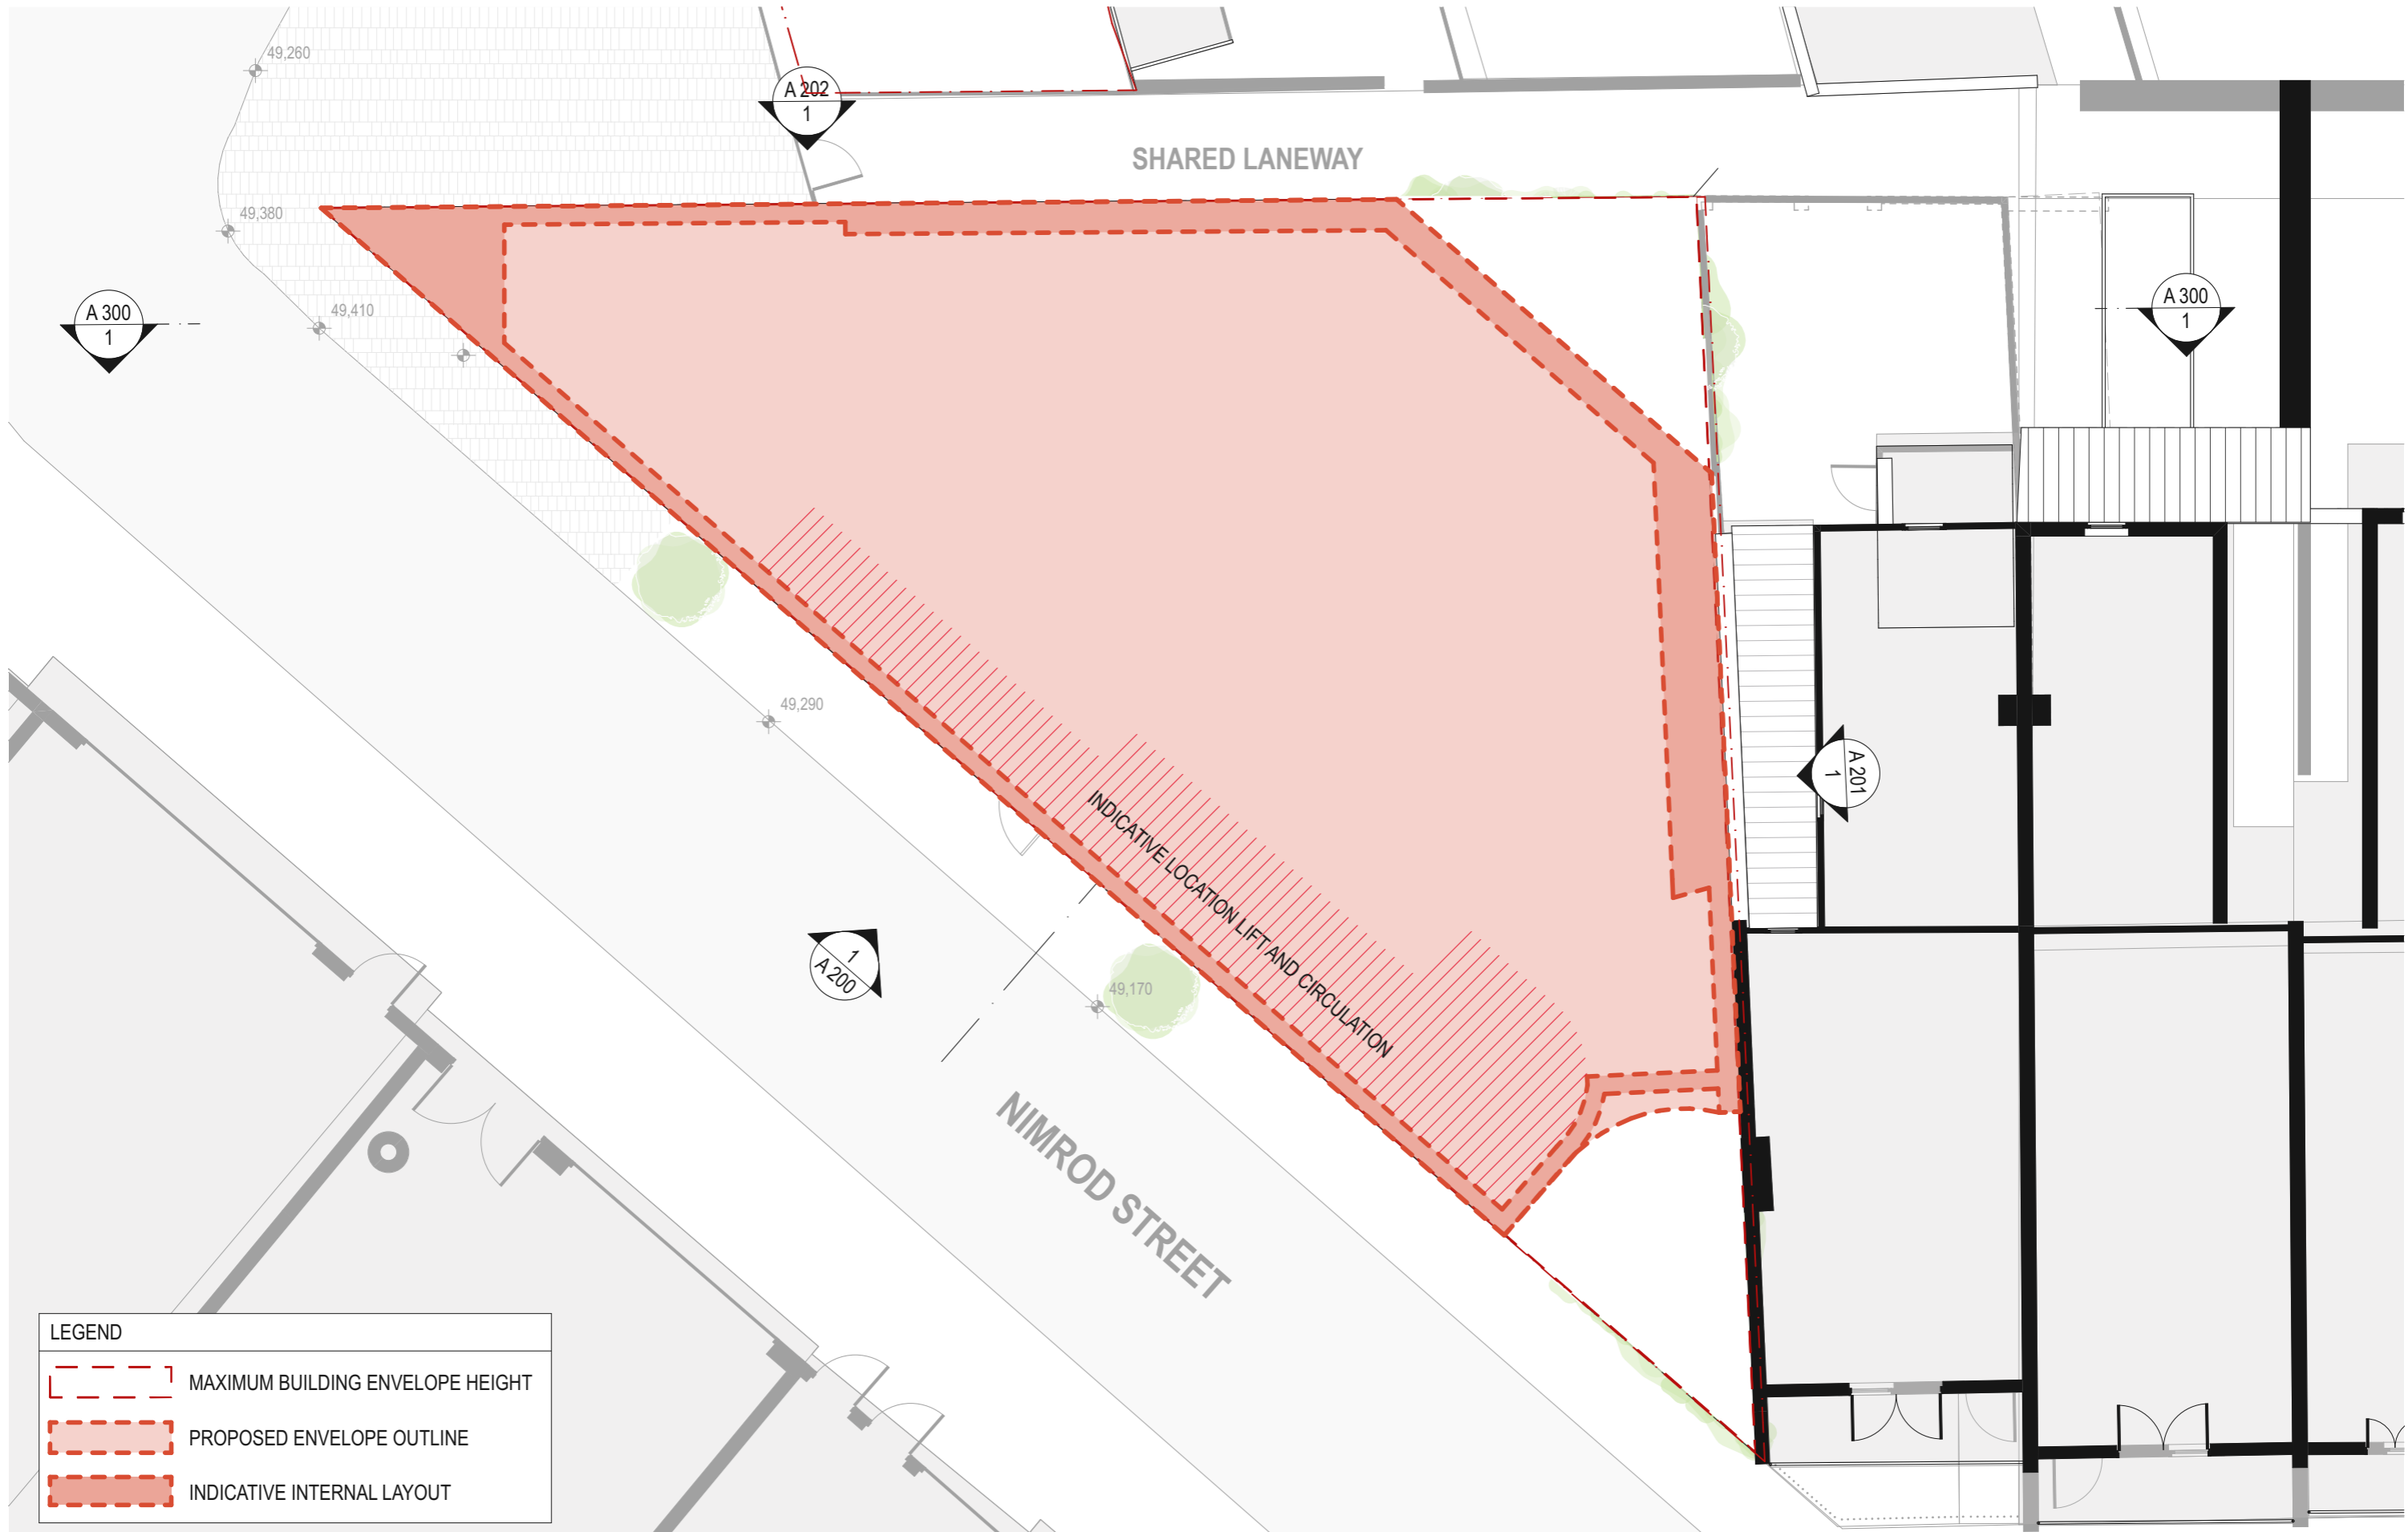 49,260
A 202
1
SHARED LANEWAY
49,380
A 300
1
49,410
A 300
1
49,290
A 201
1
INDICATIVE LOCATION LIFT AND CIRCULATION
1
A 200
49,170
NIMROD STREET
LEGEND
MAXIMUM BUILDING ENVELOPE HEIGHT
PROPOSED ENVELOPE OUTLINE
INDICATIVE INTERNAL LAYOUT